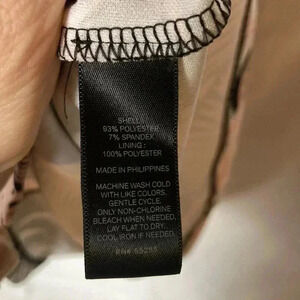 SHELL:
93% POLYESTER
7% SPANDEX
LINING:
100% POLYESTER
MADE IN PHILIPPINES
MACHINE WASH COLD
WITH LIKE COLORS,
GENTLE CYCLE.
ONLY NON-CHLORINE
BLEACH WHEN NEEDED.
LAY FLAT TO DRY.
COOL IRON IF NEEDED.
RN#